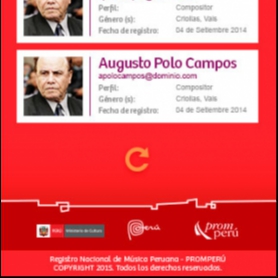 Perfil: Compositor
Género (s): Criollas, Vals
Fecha de registro: 04 de Setiembre 2014
Augusto Polo Campos
apolocampos@dominio.com
Perfil: Compositor
Género (s): Criollas, Vals
Fecha de registro: 04 de Setiembre 2014
PERÚ Ministerio de Cultura
Perú
prom
perú
Registro Nacional de Música Peruana - PROMPERÚ
COPYRIGHT 2015. Todos los derechos reservados.